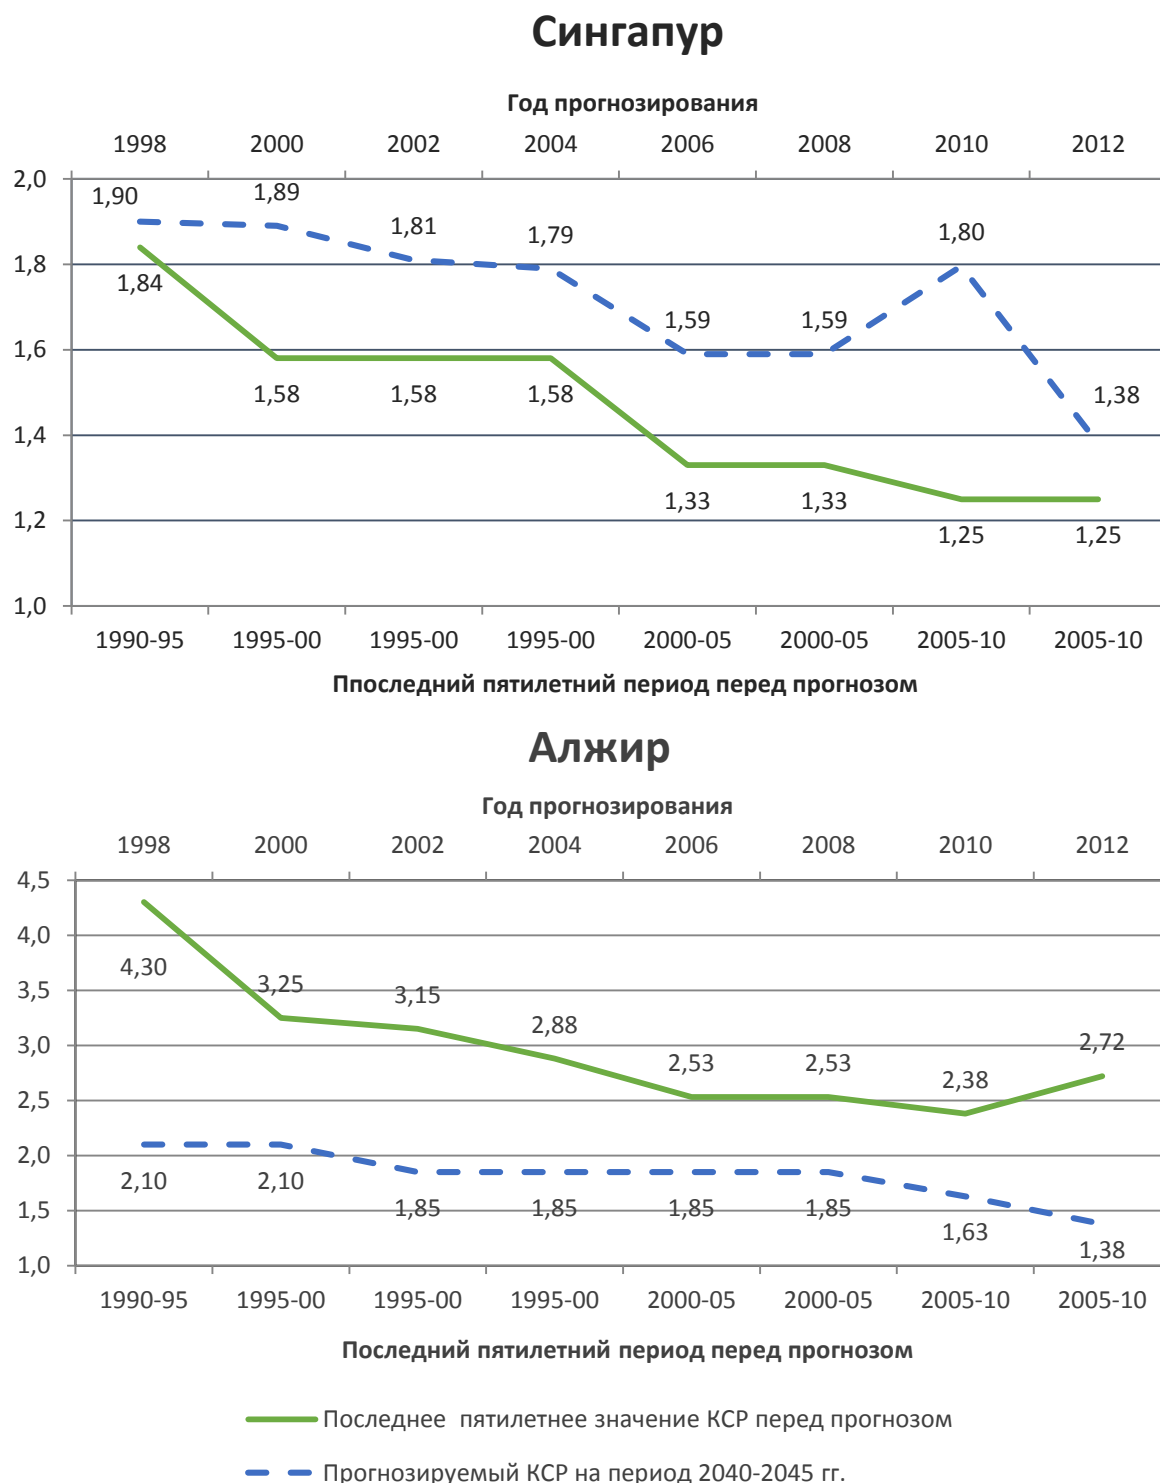 Сингапур
Год прогнозирования
1998 2000 2002 2004 2006 2008 2010 2012
2,0
1,90 1,89 1,81 1,79 1,59 1,59 1,80 1,38
1,8
1,84 1,58 1,58 1,58 1,33 1,33 1,25 1,25
1,6
1,4
1,2
1,0
1990-95 1995-00 1995-00 1995-00 2000-05 2000-05 2005-10 2005-10
Ппоследний пятилетний период перед прогнозом
Алжир
Год прогнозирования
1998 2000 2002 2004 2006 2008 2010 2012
4,5
4,0
4,30 3,25 3,15 2,88 2,53 2,53 2,38 2,72
3,5
3,0
2,5
2,0
2,10 2,10 1,85 1,85 1,85 1,85 1,63 1,38
1,5
1,0
1990-95 1995-00 1995-00 1995-00 2000-05 2000-05 2005-10 2005-10
Последний пятилетний период перед прогнозом
Последнее пятилетнее значение КСР перед прогнозом
Прогнозируемый КСР на период 2040-2045 гг.